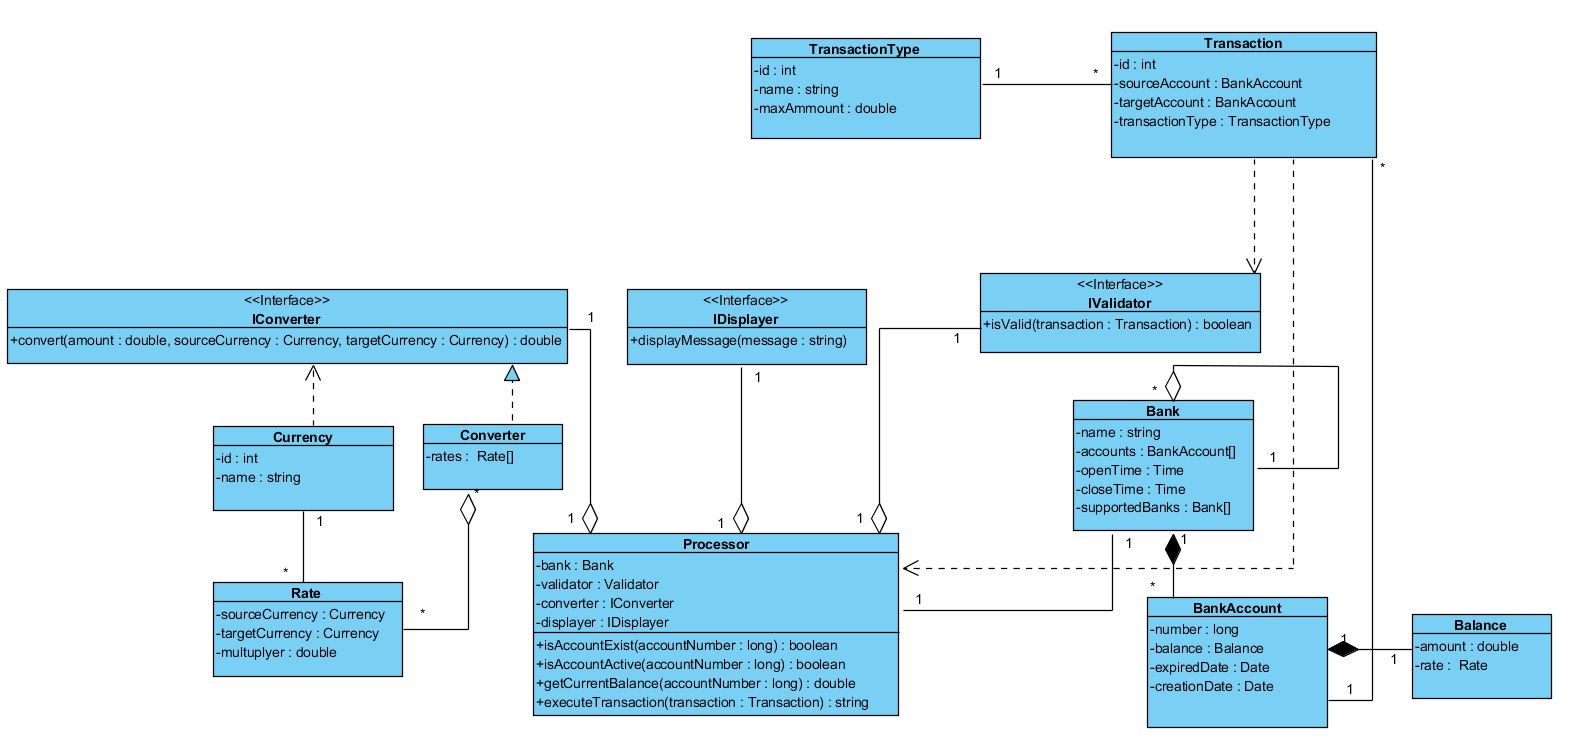 TransactionType
-id : int
-name : string
-maxAmmount : double
1
*
Transaction
-id : int
-sourceAccount : BankAccount
-targetAccount : BankAccount
-transactionType : TransactionType
*
<<Interface>>
IConverter
+convert(amount : double, sourceCurrency : Currency, targetCurrency : Currency) : double
1
<<Interface>>
IDisplayer
+displayMessage(message : string)
1
<<Interface>>
IValidator
+isValid(transaction : Transaction) : boolean
1
Currency
-id : int
-name : string
1
Converter
-rates :  Rate[]
*
*
1
Bank
-name : string
-accounts : BankAccount[]
-openTime : Time
-closeTime : Time
-supportedBanks : Bank[]
1
1
*
Rate
-sourceCurrency : Currency
-targetCurrency : Currency
-multuplyer : double
*
*
1
1
1
Processor
-bank : Bank
-validator : Validator
-converter : IConverter
-displayer : IDisplayer
+isAccountExist(accountNumber : long) : boolean
+isAccountActive(accountNumber : long) : boolean
+getCurrentBalance(accountNumber : long) : double
+executeTransaction(transaction : Transaction) : string
1
BankAccount
-number : long
-balance : Balance
-expiredDate : Date
-creationDate : Date
1
1
1
Balance
-amount : double
-rate :  Rate